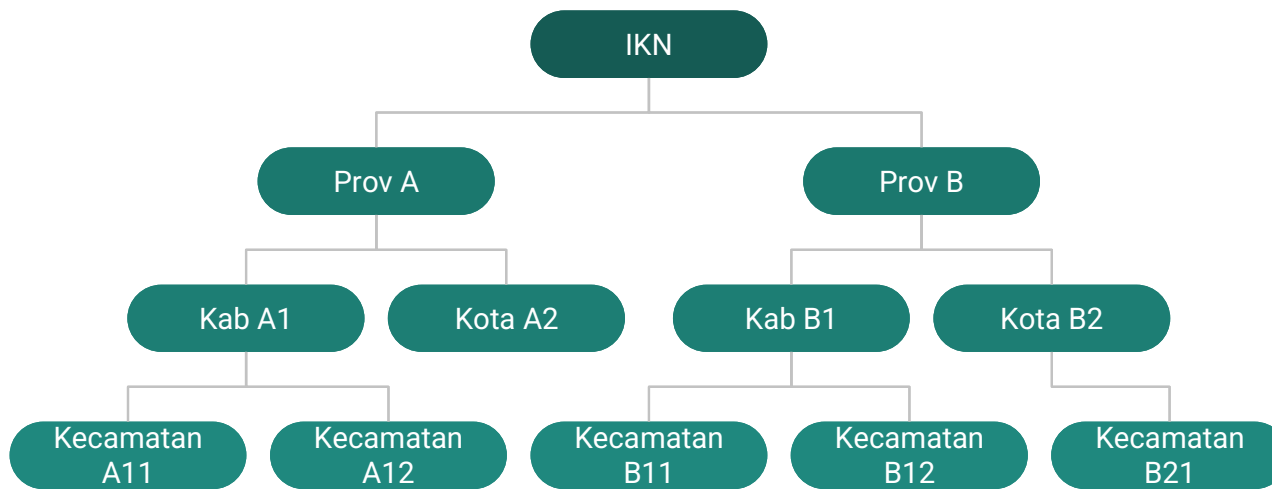 IKN
Prov A
Prov B
Kab A1
Kota A2
Kab B1
Kota B2
Kecamatan
A11
Kecamatan
A12
Kecamatan
B11
Kecamatan
B12
Kecamatan
B21